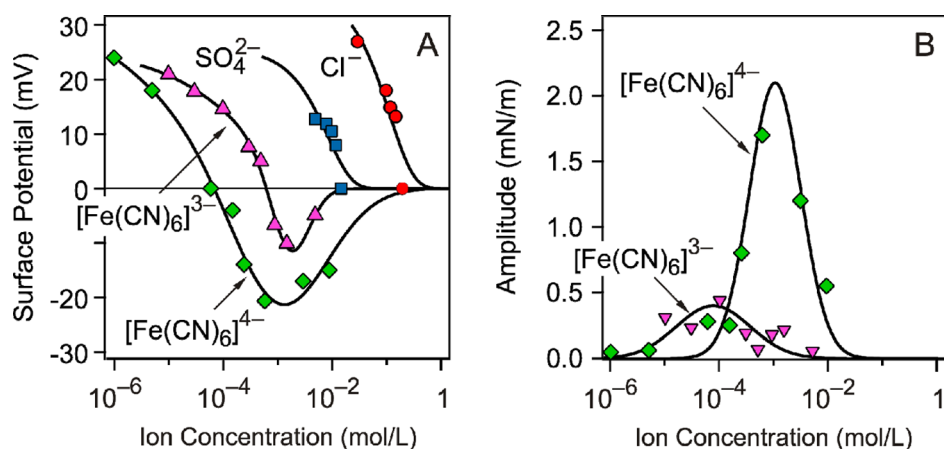 A
Surface Potential (mV)
30
20
10
0
-10
-20
-30
SO₄²⁻
Cl⁻
[Fe(CN)₆]³⁻
[Fe(CN)₆]⁴⁻
10⁻⁶
10⁻⁴
10⁻²
1
Ion Concentration (mol/L)
B
Amplitude (mN/m)
2.5
2.0
1.5
1.0
0.5
0.0
[Fe(CN)₆]⁴⁻
[Fe(CN)₆]³⁻
10⁻⁶
10⁻⁴
10⁻²
1
Ion Concentration (mol/L)